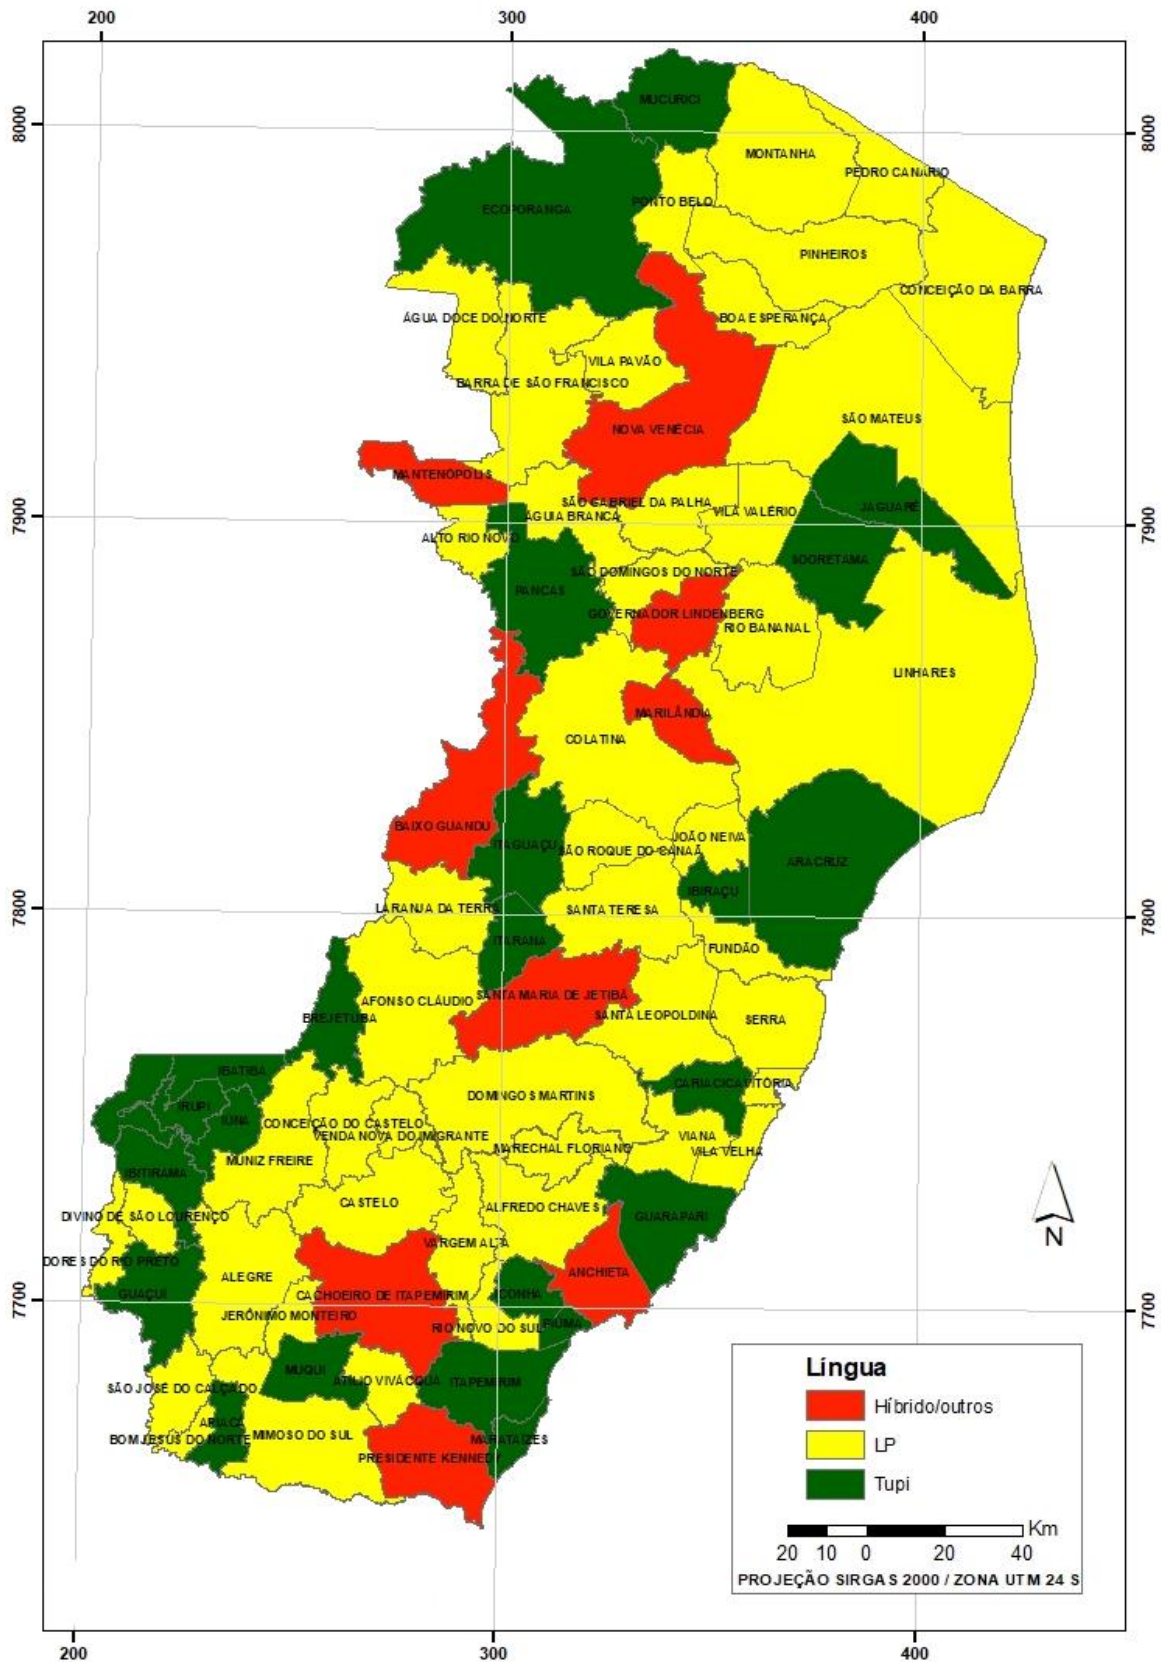 200 300 400
8000 8000
MUCURICI
MONTANHA
PEDRO CANÁRIO
PONTO BELO
ECOPORANGA
PINHEIROS
CONCEIÇÃO DA BARRA
ÁGUA DOCE DO NORTE
BOA ESPERANÇA
VILA PAVÃO
BARRA DE SÃO FRANCISCO
SÃO MATEUS
NOVA VENÉCIA
MANTENÓPOLIS
SÃO GABRIEL DA PALHA
JAGUARÉ
VILA VALÉRIO
ÁGUIA BRANCA
7900 7900
ALTO RIO NOVO
SOORETAMA
SÃO DOMINGOS DO NORTE
PANCAS
GOVERNADOR LINDENBERG
RIO BANANAL
LINHARES
MARILÂNDIA
COLATINA
BAIXO GUANDU
JOÃO NEIVA
ITAGUAÇU
SÃO ROQUE DO CANAÃ
ARACRUZ
IBIRAÇU
LARANJA DA TERRA
SANTA TERESA
7800 7800
ITARANA
FUNDÃO
SANTA MARIA DE JETIBÁ
AFONSO CLÁUDIO
SANTA LEOPOLDINA
BREJETUBA
SERRA
IBATIBA
CARIACICA
VITÓRIA
DOMINGOS MARTINS
IRUPI
IÚNA
CONCEIÇÃO DO CASTELO
VENDA NOVA DO IMIGRANTE
VIANA
MARECHAL FLORIANO
VILA VELHA
MUNIZ FREIRE
IBITIRAMA
CASTELO
ALFREDO CHAVES
DIVINO DE SÃO LOURENÇO
GUARAPARI
VARGEM ALTA
N
DORES DO RIO PRETO
ANCHIETA
ALEGRE
GUAÇUÍ
CACHOEIRO DE ITAPEMIRIM
ICONHA
7700 7700
JERÔNIMO MONTEIRO
RIO NOVO DO SUL
PIÚMA
MUQUI
ATÍLIO VIVÁCQUA
ITAPEMIRIM
SÃO JOSÉ DO CALÇADO
APIACÁ
BOM JESUS DO NORTE
MIMOSO DO SUL
MARATAÍZES
PRESIDENTE KENNEDY
Língua
Híbrido/outros
LP
Tupi
Km
20 10 0 20 40
PROJEÇÃO SIRGAS 2000 / ZONA UTM 24 S
200 300 400